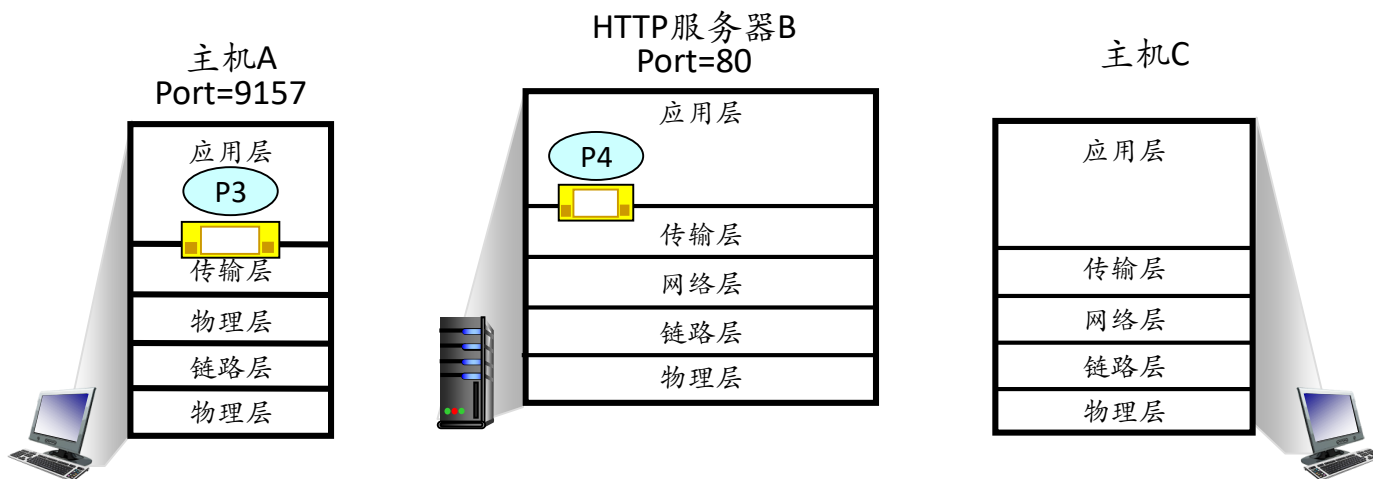 主机A
Port=9157
应用层
P3
传输层
物理层
链路层
物理层
HTTP服务器B
Port=80
应用层
P4
传输层
网络层
链路层
物理层
主机C
应用层
传输层
网络层
链路层
物理层